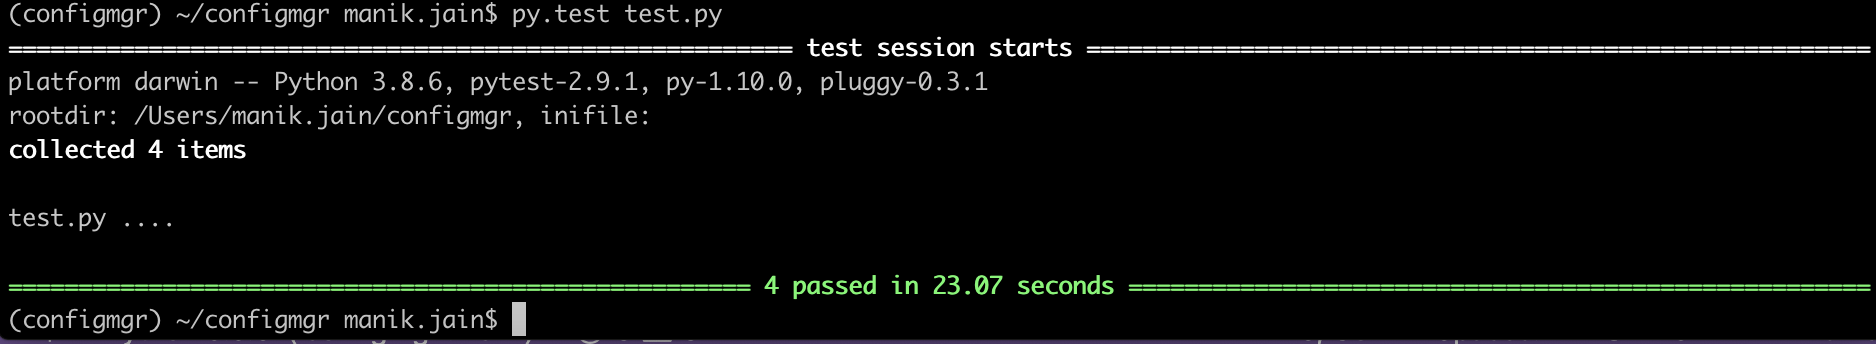 (configmgr) ~/configmgr manik.jain$ py.test test.py
======================================================== test session starts ========================================================
platform darwin -- Python 3.8.6, pytest-2.9.1, py-1.10.0, pluggy-0.3.1
rootdir: /Users/manik.jain/configmgr, inifile:
collected 4 items
test.py ....
===================================================== 4 passed in 23.07 seconds =====================================================
(configmgr) ~/configmgr manik.jain$